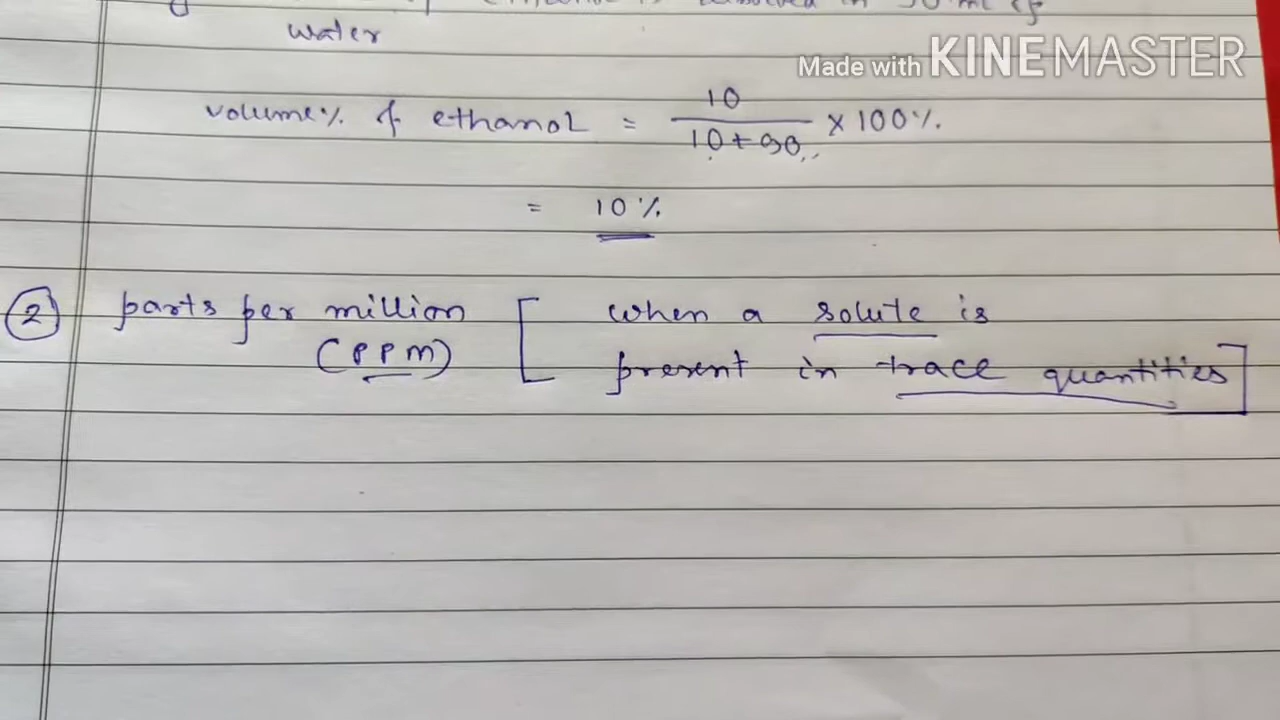 water
Made with KINEMASTER
volume% of ethanol = 10 / 10 + 90 × 100%.
= 10%
② parts per million [ when a solute is
(PPM) present in trace quantities ]